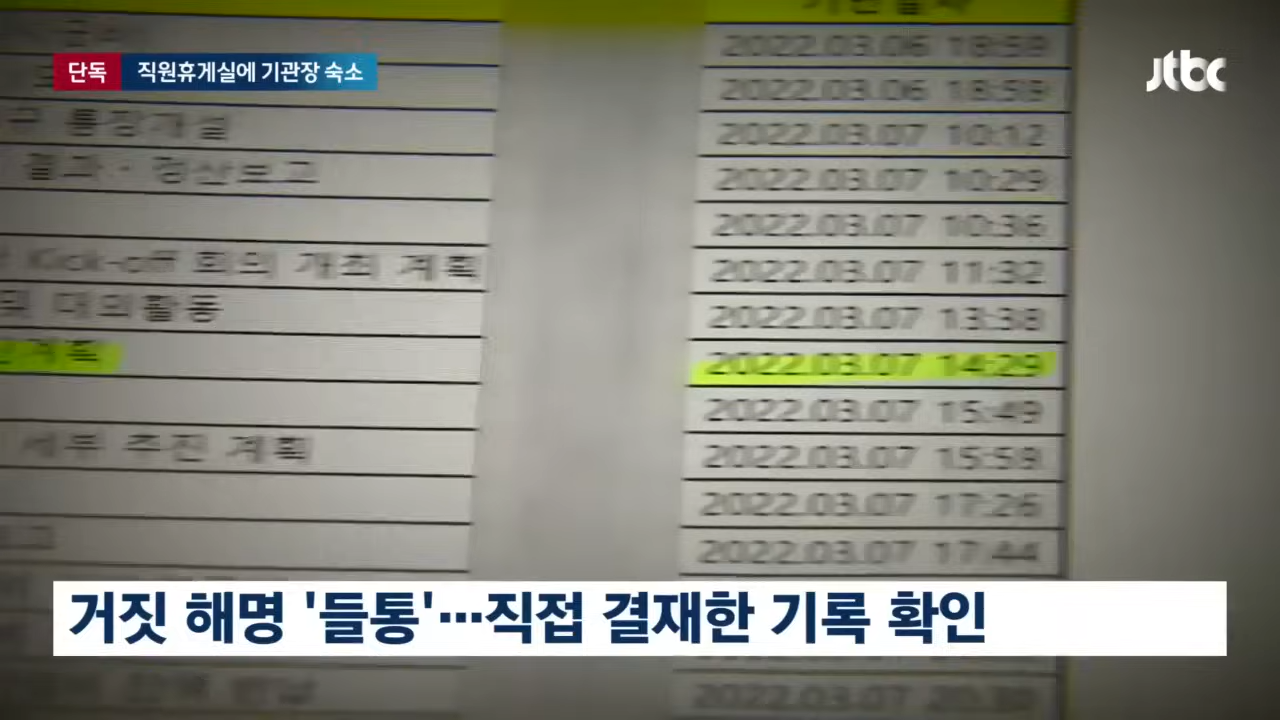 단독 직원휴게실에 기관장 숙소
jtbc
2022.03.06 18:59
2022.03.06 18:59
구 통장개설 2022.03.07 10:12
결과· 정산보고 2022.03.07 10:29
2022.03.07 10:36
Kick-off 회의 개최 계획 2022.03.07 11:32
및 대외활동 2022.03.07 13:38
2022.03.07 14:29
2022.03.07 15:49
세부 추진 계획 2022.03.07 15:59
2022.03.07 17:26
2022.03.07 17:44
거짓 해명 '들통'…직접 결재한 기록 확인